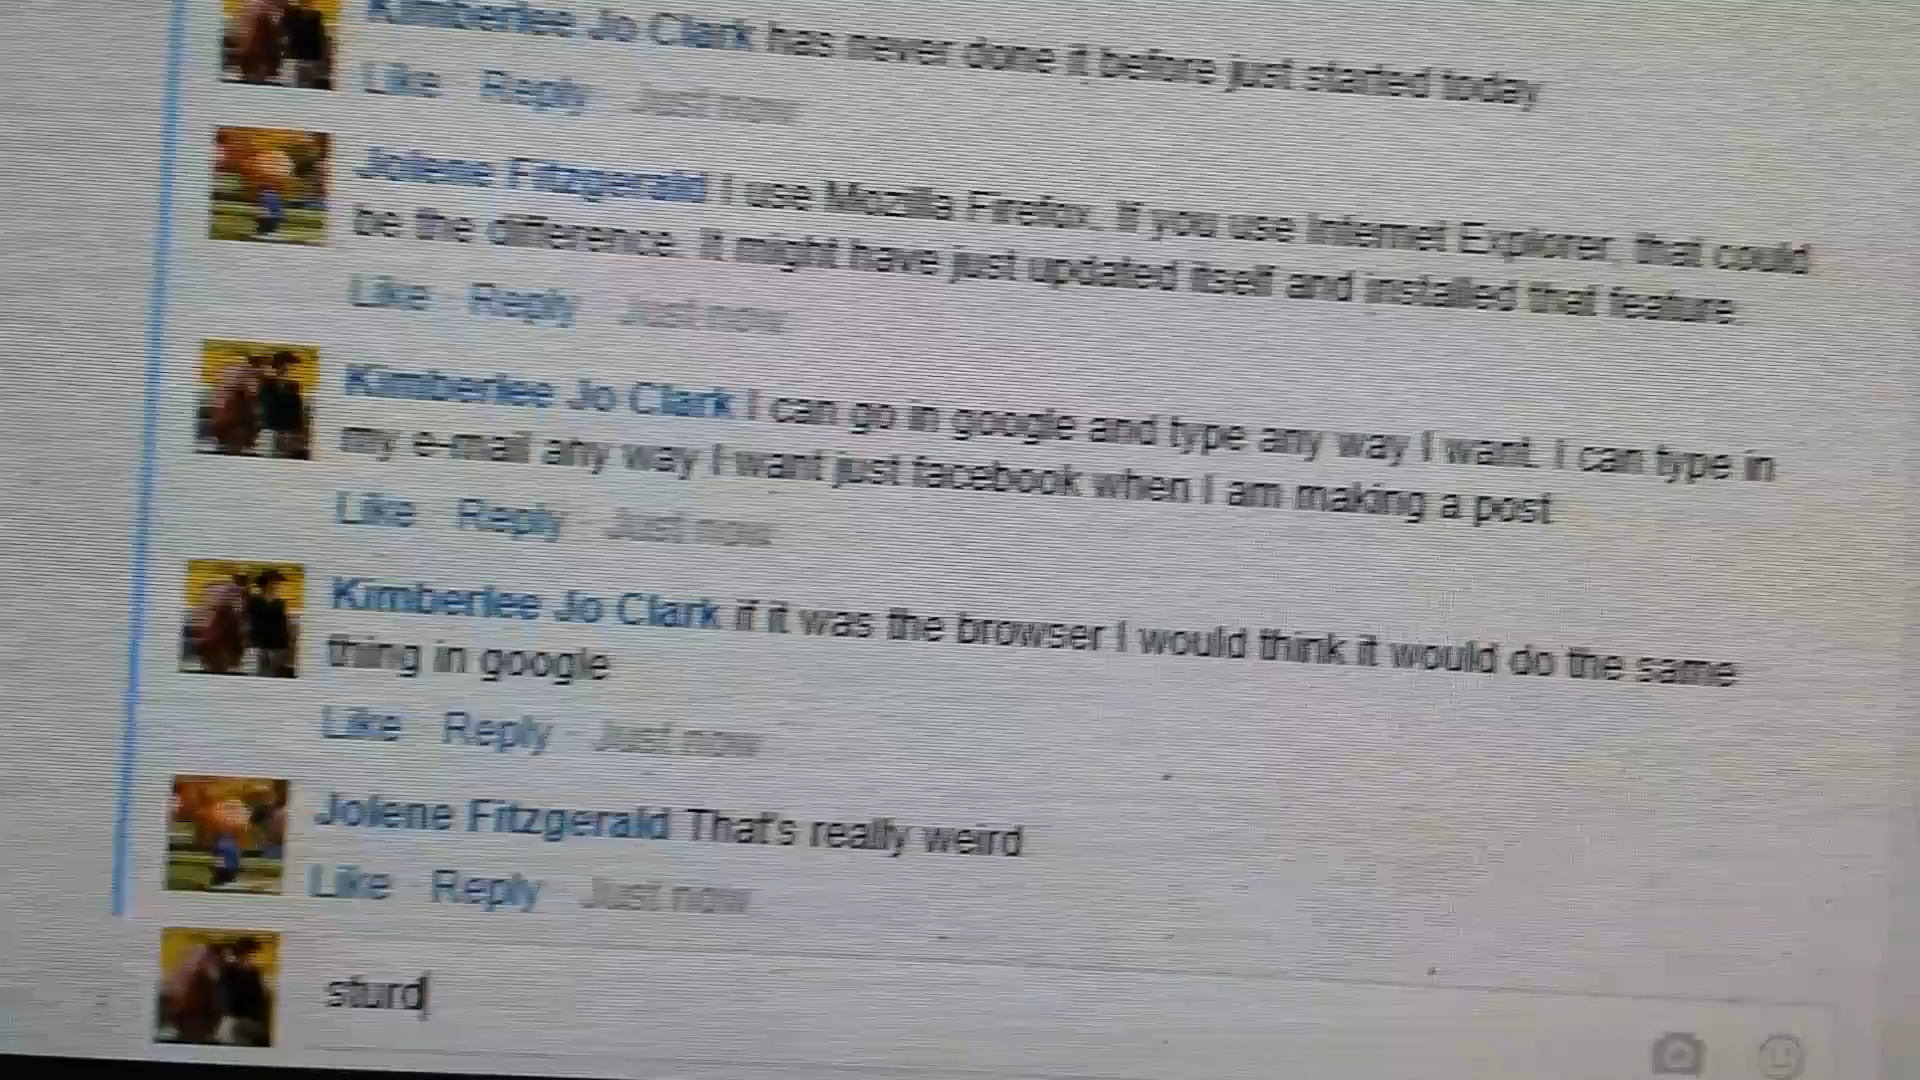 Kimberlee Jo Clark has never done it before just started today
Like Reply Just now
Jolene Fitzgerald I use Mozilla Firefox. If you use Internet Explorer, that could
be the difference. It might have just updated itself and installed that feature.
Like · Reply · Just now
Kimberlee Jo Clark I can go in google and type any way I want. I can type in
my e-mail any way I want just facebook when I am making a post
Like Reply · Just now
Kimberlee Jo Clark if it was the browser I would think it would do the same
thing in google
Like Reply · Just now
Jolene Fitzgerald That's really weird
Like · Reply · Just now
sturd